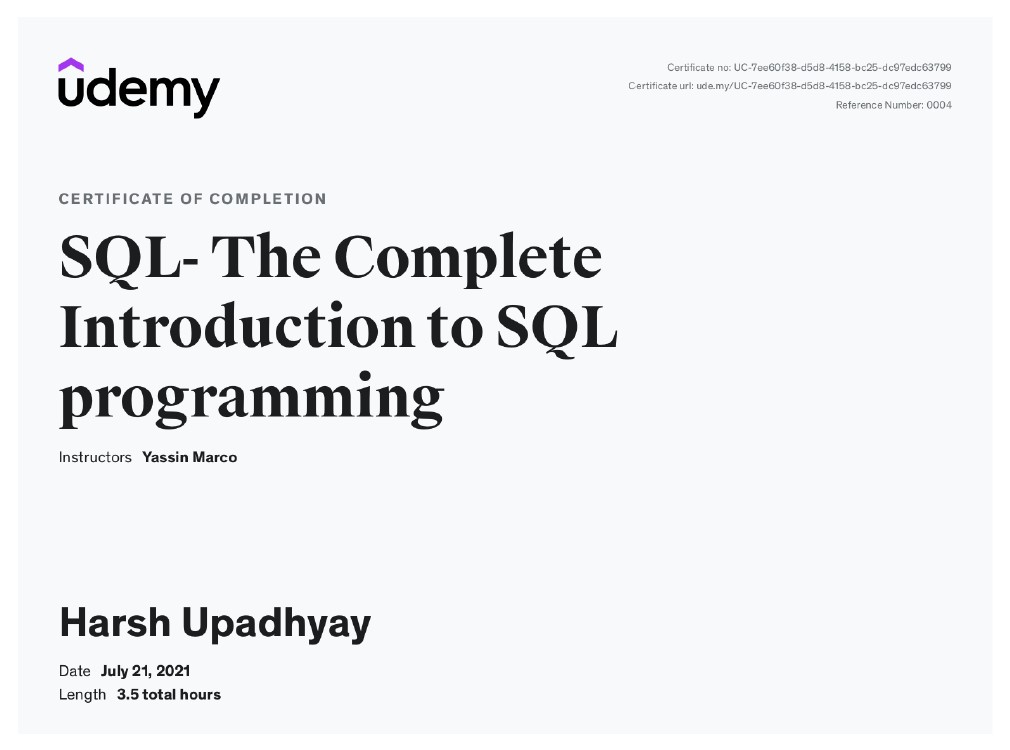 udemy
Certificate no: UC-7ee60f38-d5d8-4158-bc25-dc97edc63799
Certificate url: ude.my/UC-7ee60f38-d5d8-4158-bc25-dc97edc63799
Reference Number: 0004
CERTIFICATE OF COMPLETION
SQL- The Complete
Introduction to SQL
programming
Instructors Yassin Marco
Harsh Upadhyay
Date July 21, 2021
Length 3.5 total hours